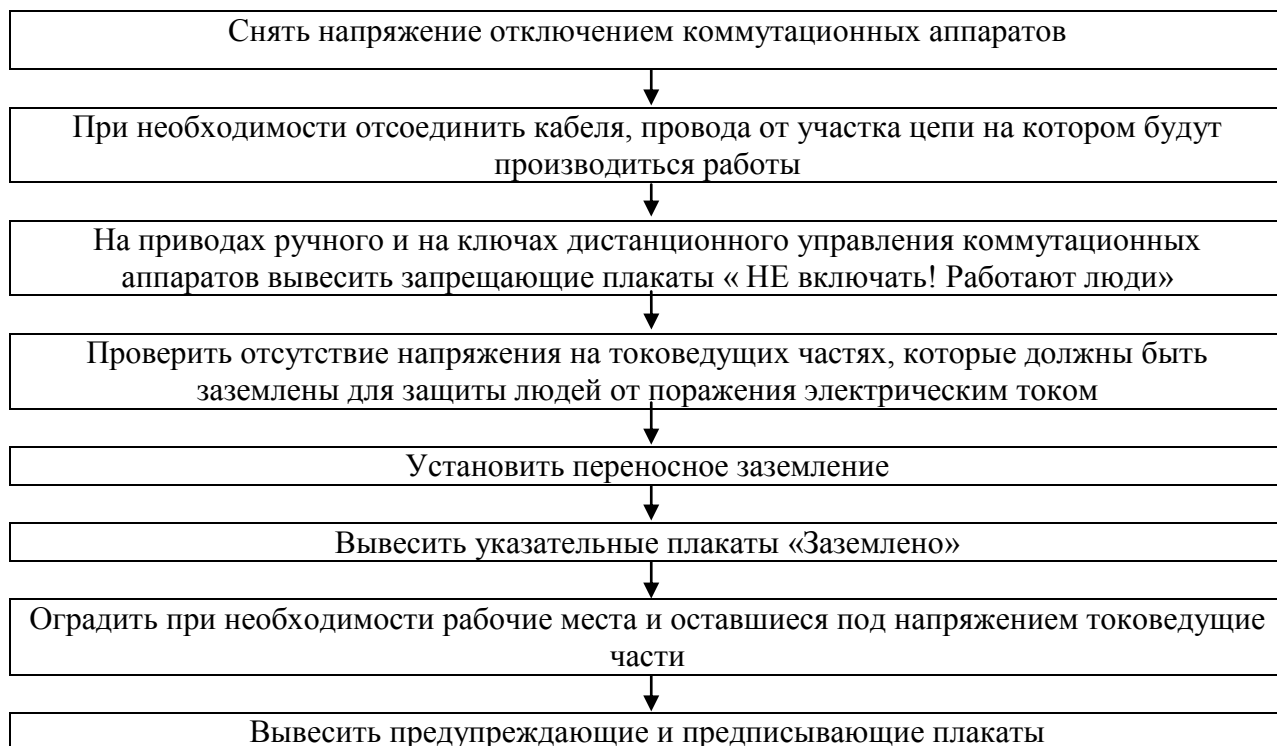 Снять напряжение отключением коммутационных аппаратов
При необходимости отсоединить кабеля, провода от участка цепи на котором будут
производиться работы
На приводах ручного и на ключах дистанционного управления коммутационных
аппаратов вывесить запрещающие плакаты « НЕ включать! Работают люди»
Проверить отсутствие напряжения на токоведущих частях, которые должны быть
заземлены для защиты людей от поражения электрическим током
Установить переносное заземление
Вывесить указательные плакаты «Заземлено»
Оградить при необходимости рабочие места и оставшиеся под напряжением токоведущие
части
Вывесить предупреждающие и предписывающие плакаты